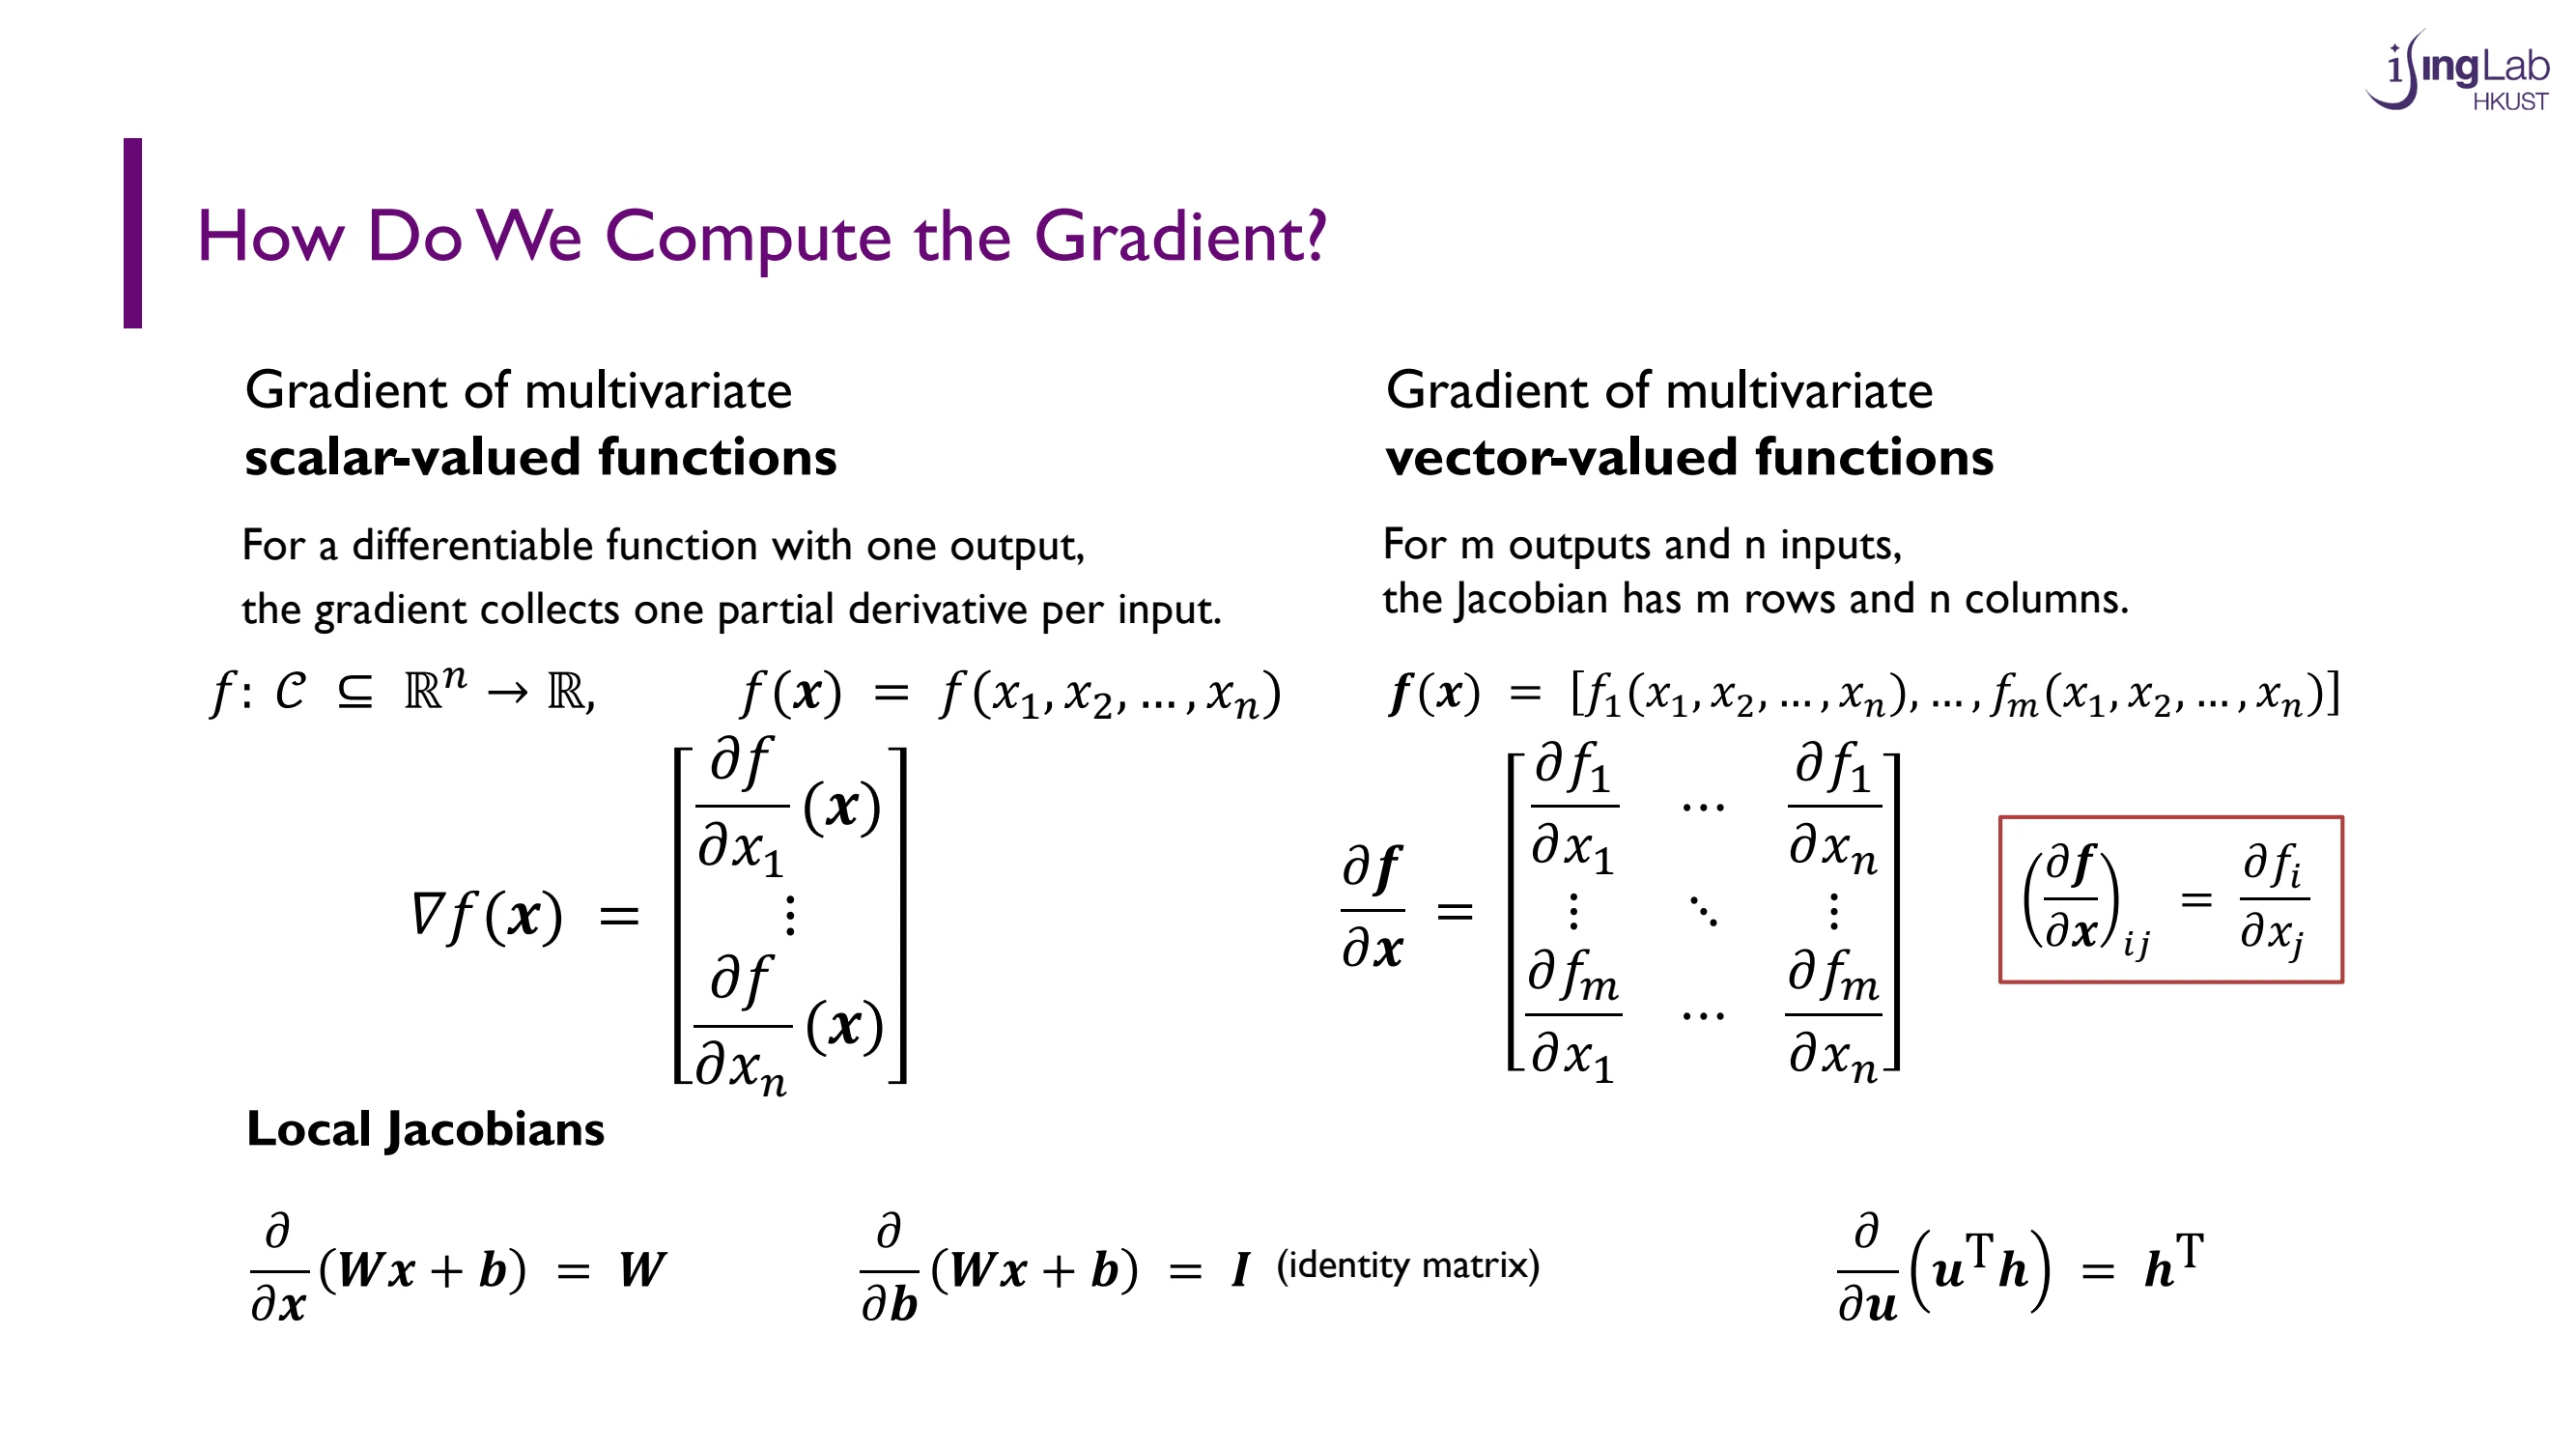 iSingLab
HKUST
How Do We Compute the Gradient?
Gradient of multivariate
scalar-valued functions
For a differentiable function with one output,
the gradient collects one partial derivative per input.
f: 𝒞 ⊆ ℝⁿ → ℝ, f(x) = f(x₁, x₂, …, xₙ)
∇f(x) = [∂f/∂x₁ (x) ⋮ ∂f/∂xₙ (x)]
Gradient of multivariate
vector-valued functions
For m outputs and n inputs,
the Jacobian has m rows and n columns.
f(x) = [f₁(x₁, x₂, …, xₙ), …, fₘ(x₁, x₂, …, xₙ)]
∂f/∂x = [∂f₁/∂x₁ ⋯ ∂f₁/∂xₙ ⋮ ⋱ ⋮ ∂fₘ/∂x₁ ⋯ ∂fₘ/∂xₙ]
(∂f/∂x)ᵢⱼ = ∂fᵢ/∂xⱼ
Local Jacobians
∂/∂x (Wx + b) = W
∂/∂b (Wx + b) = I (identity matrix)
∂/∂u (uᵀh) = hᵀ